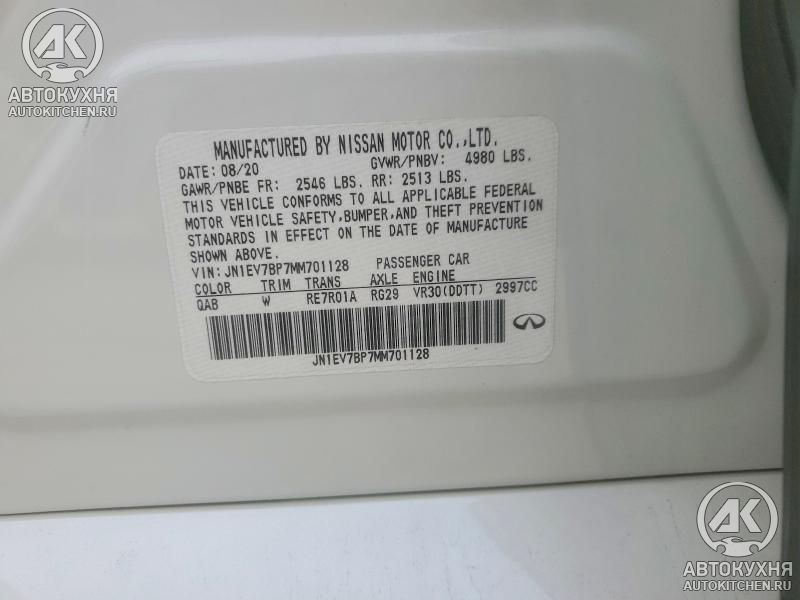 AK
АВТОКУХНЯ
AUTOKITCHEN.RU
MANUFACTURED BY NISSAN MOTOR CO.,LTD.
DATE: 08/20 GVWR/PNBV: 4980 LBS.
GAWR/PNBE FR: 2546 LBS. RR: 2513 LBS.
THIS VEHICLE CONFORMS TO ALL APPLICABLE FEDERAL
MOTOR VEHICLE SAFETY,BUMPER,AND THEFT PREVENTION
STANDARDS IN EFFECT ON THE DATE OF MANUFACTURE
SHOWN ABOVE.
VIN: JN1EV7BP7MM701128 PASSENGER CAR
COLOR TRIM TRANS AXLE ENGINE
QAB W RE7R01A RG29 VR30(DDTT) 2997CC
JN1EV7BP7MM701128
AK
АВТОКУХНЯ
AUTOKITCHEN.RU